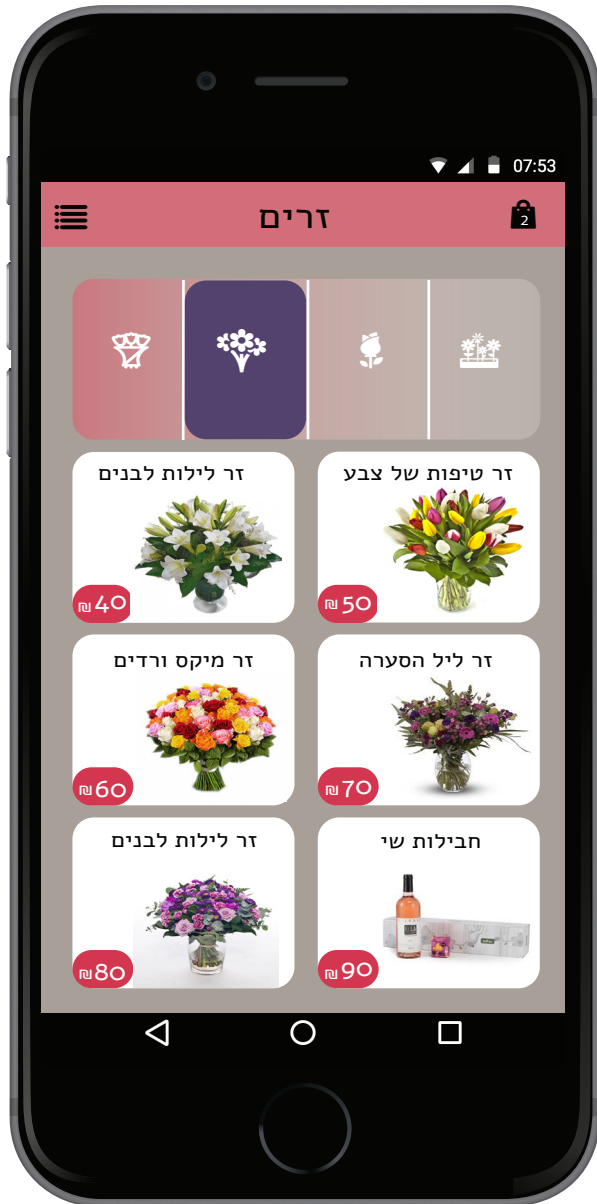 07:53
זרים
2
זר טיפות של צבע
זר לילות לבנים
₪50
₪40
זר ליל הסערה
זר מיקס ורדים
₪70
₪60
חבילות שי
זר לילות לבנים
₪90
₪80